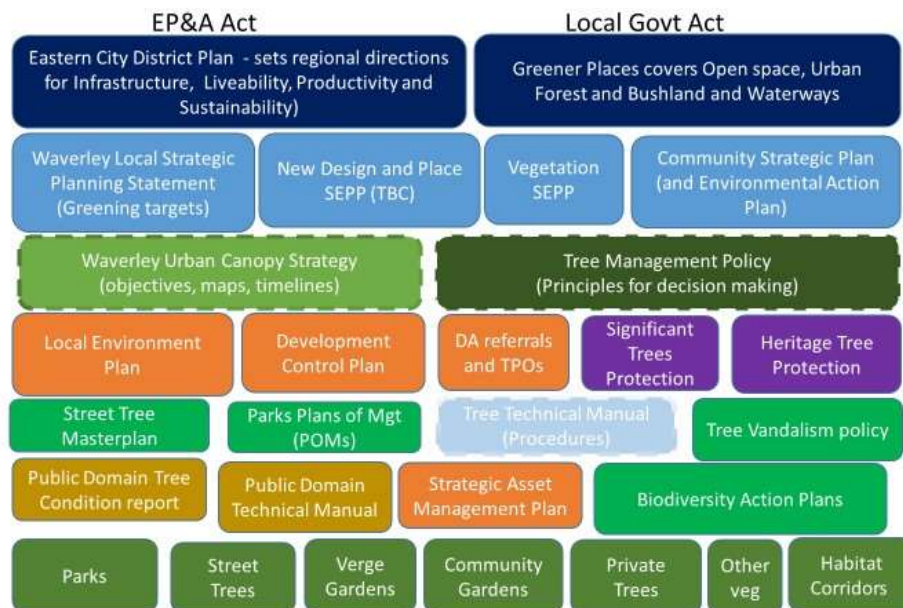 EP&A Act
Local Govt Act
Eastern City District Plan - sets regional directions
for Infrastructure, Liveability, Productivity and
Sustainability)
Greener Places covers Open space, Urban
Forest and Bushland and Waterways
Waverley Local Strategic
Planning Statement
(Greening targets)
New Design and Place
SEPP (TBC)
Vegetation
SEPP
Community Strategic Plan
(and Environmental Action
Plan)
Waverley Urban Canopy Strategy
(objectives, maps, timelines)
Tree Management Policy
(Principles for decision making)
Local Environment
Plan
Development
Control Plan
DA referrals
and TPOs
Significant
Trees
Protection
Heritage Tree
Protection
Street Tree
Masterplan
Parks Plans of Mgt
(POMs)
Tree Technical Manual
(Procedures)
Tree Vandalism policy
Public Domain Tree
Condition report
Public Domain
Technical Manual
Strategic Asset
Management Plan
Biodiversity Action Plans
Parks
Street
Trees
Verge
Gardens
Community
Gardens
Private
Trees
Other
veg
Habitat
Corridors